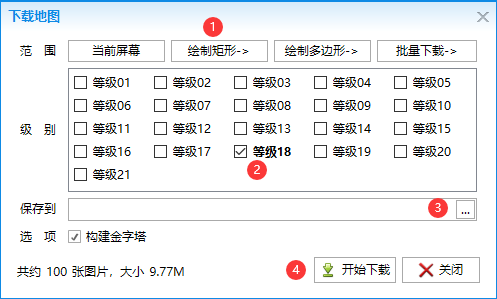 下载地图
1
范 围 当前屏幕 绘制矩形-> 绘制多边形-> 批量下载->
等级01 等级02 等级03 等级04 等级05
等级06 等级07 等级08 等级09 等级10
级 别 等级11 等级12 等级13 等级14 等级15
等级16 等级17 等级18 等级19 等级20
2
等级21
保存到 3 ...
选 项 构建金字塔
共约 100 张图片，大小 9.77M 4 开始下载 关闭